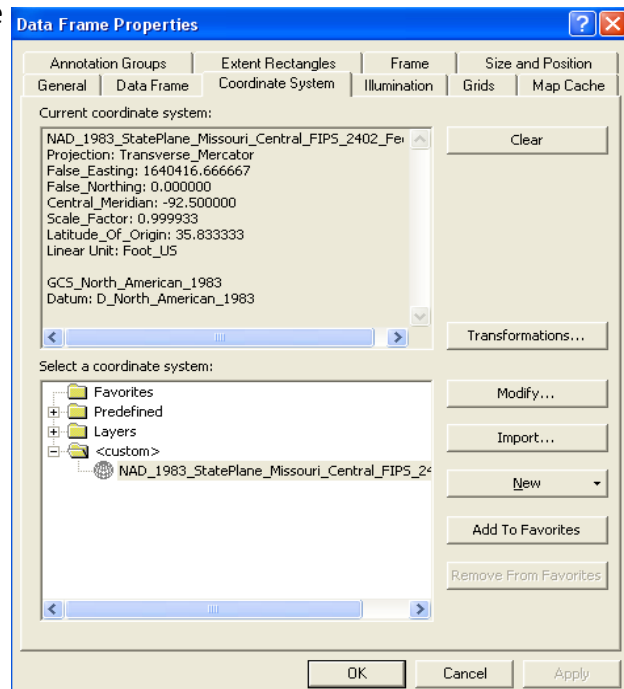 e
Data Frame Properties
Annotation Groups
Extent Rectangles
Frame
Size and Position
General
Data Frame
Coordinate System
Illumination
Grids
Map Cache
Current coordinate system:
NAD_1983_StatePlane_Missouri_Central_FIPS_2402_Fe
Projection: Transverse_Mercator
False_Easting: 1640416.666667
False_Northing: 0.000000
Central_Meridian: -92.500000
Scale_Factor: 0.999933
Latitude_Of_Origin: 35.833333
Linear Unit: Foot_US
GCS_North_American_1983
Datum: D_North_American_1983
Clear
Transformations...
Select a coordinate system:
Favorites
Predefined
Layers
<custom>
NAD_1983_StatePlane_Missouri_Central_FIPS_24
Modify...
Import...
New
Add To Favorites
Remove From Favorites
OK
Cancel
Apply